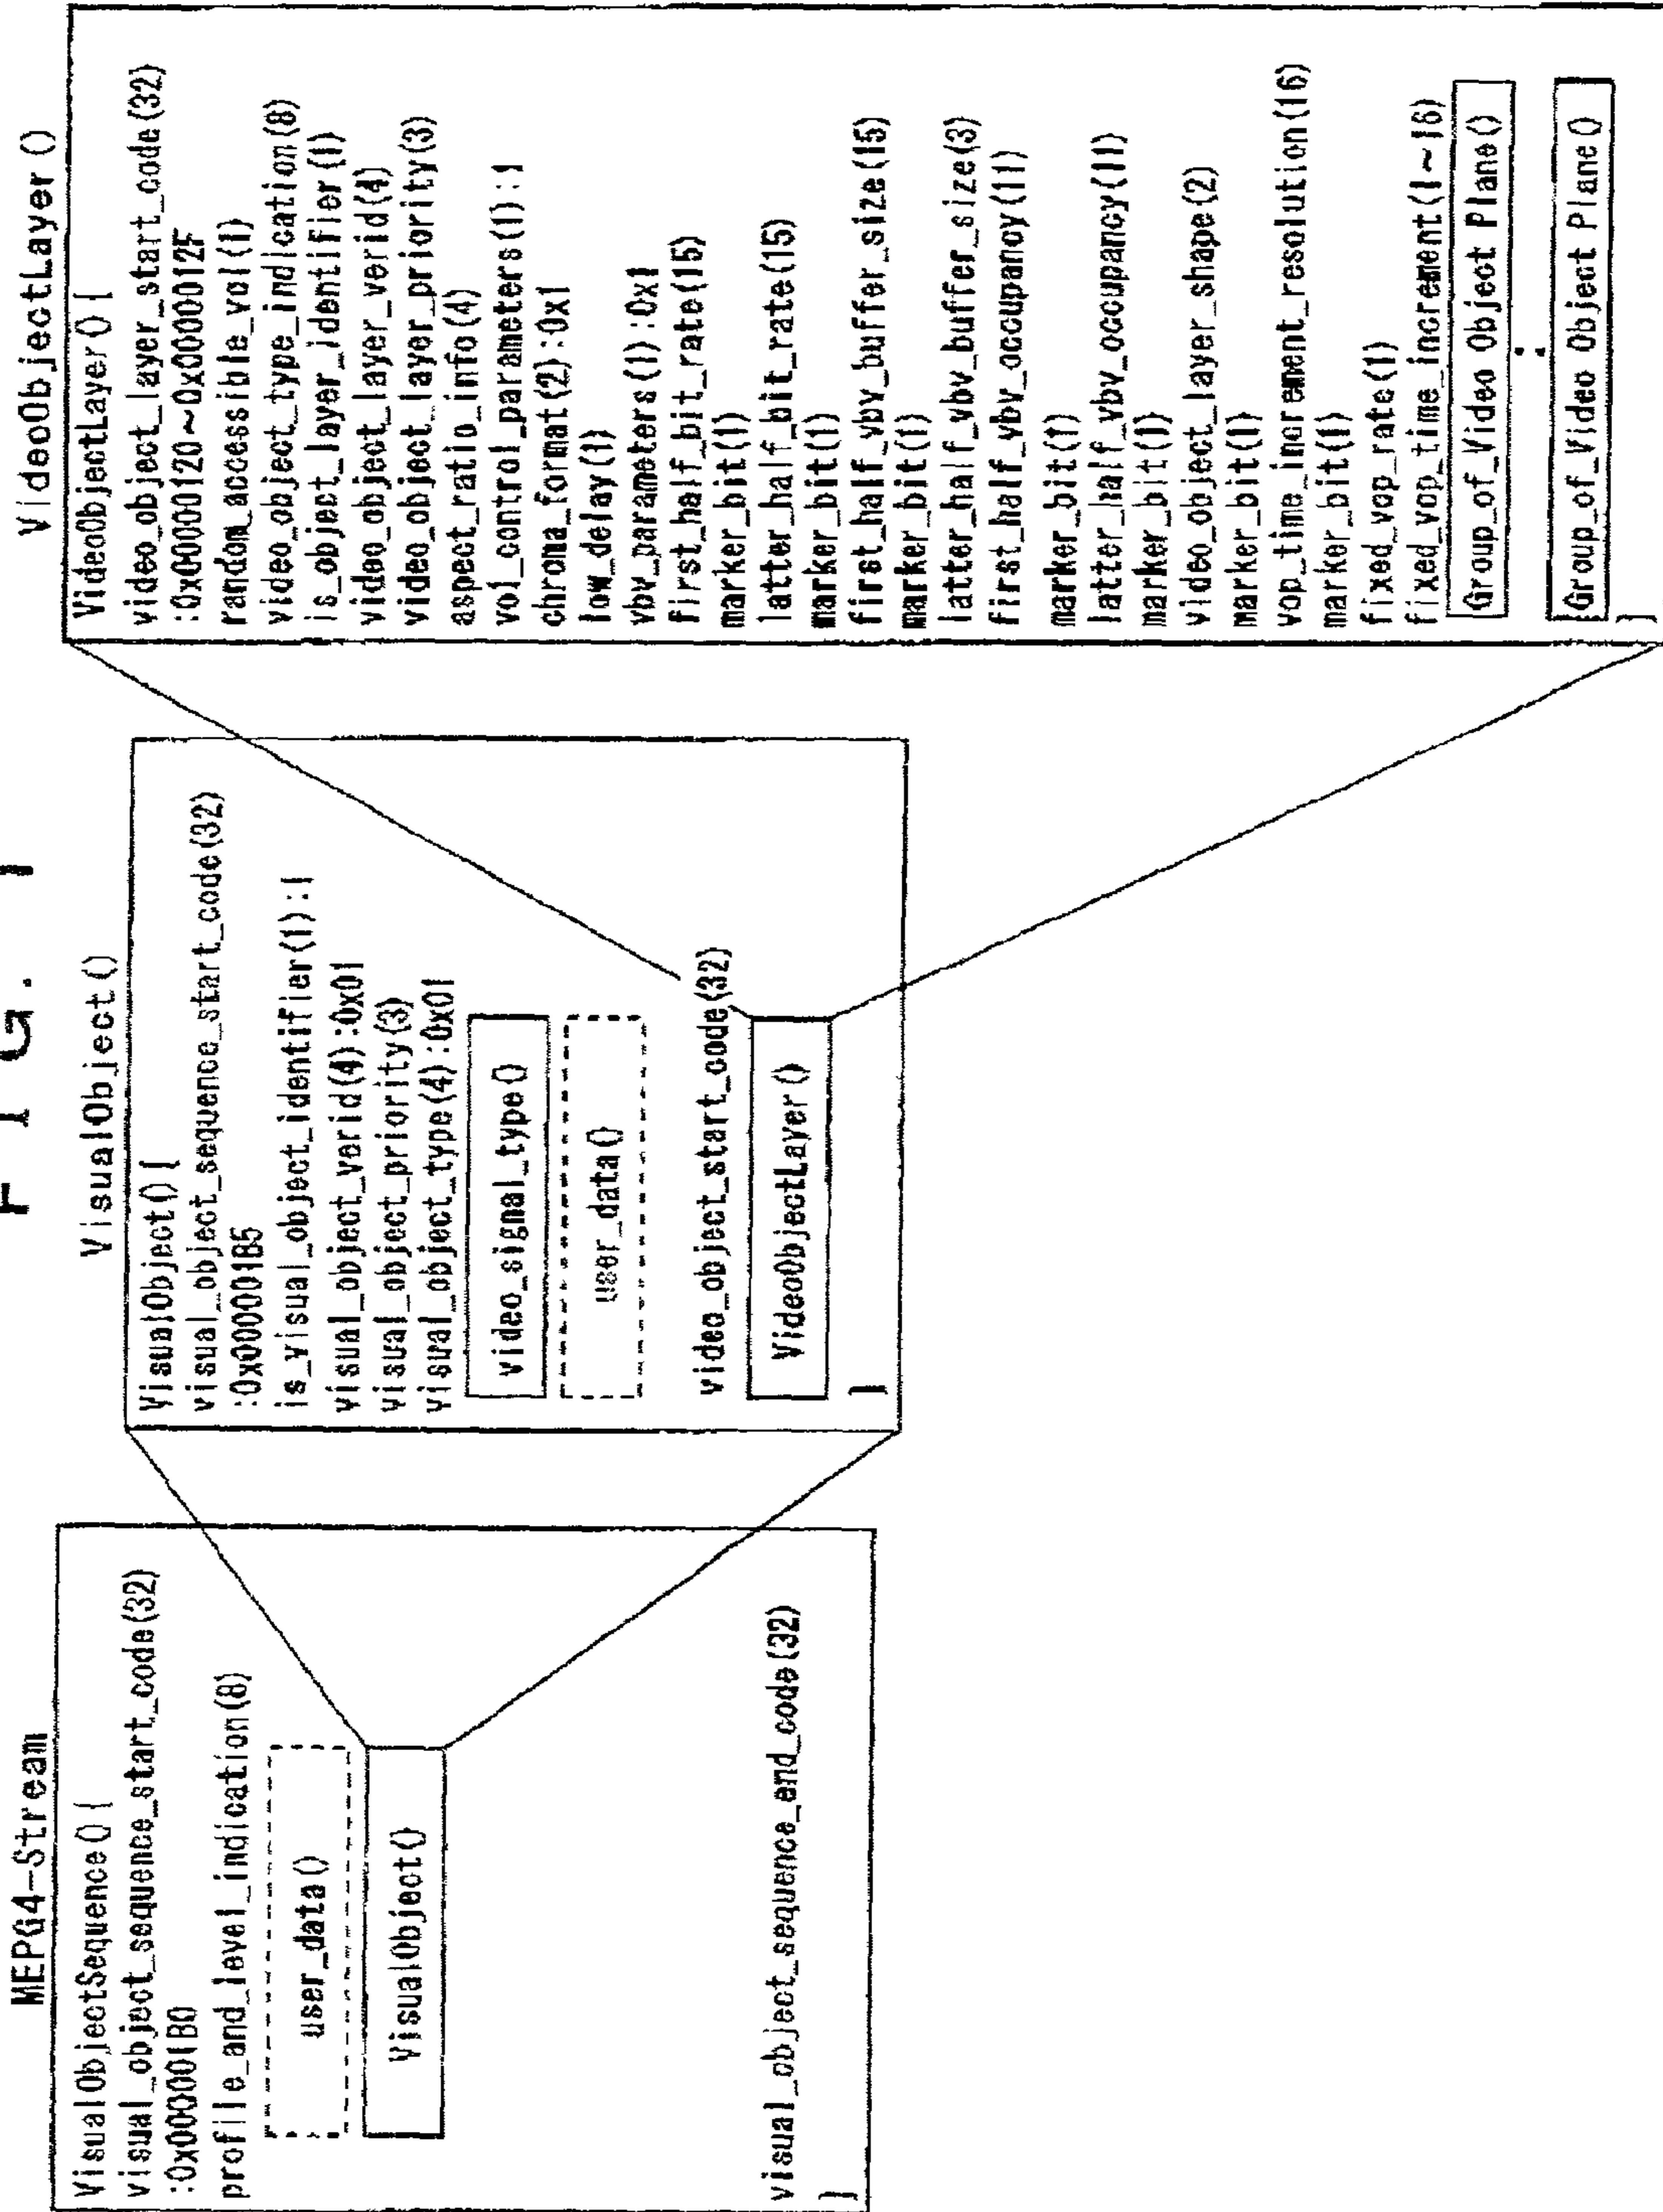 FIG. 1
MEPG4-Stream
VisualObjectSequence() {
visual_object_sequence_start_code(32)
:0x000001B0
profile_and_level_indication(8)
user_data()
VisualObject()
visual_object_sequence_end_code(32)
}
VisualObject()
VisualObject() {
visual_object_sequence_start_code(32)
:0x000001B5
is_visual_object_identifier(1):1
visual_object_verid(4):0x01
visual_object_priority(3)
visual_object_type(4):0x01
video_signal_type()
user_data()
video_object_start_code(32)
VideoObjectLayer()
}
VideoObjectLayer()
VideoObjectLayer() {
video_object_layer_start_code(32)
:0x00000120~0x0000012F
random_accessible_vol(1)
video_object_type_indication(8)
is_object_layer_identifier(1)
video_object_layer_verid(4)
video_object_layer_priority(3)
aspect_ratio_info(4)
vol_control_parameters(1):1
chroma_format(2):0x1
low_delay(1)
vbv_parameters(1):0x1
first_half_bit_rate(15)
marker_bit(1)
latter_half_bit_rate(15)
marker_bit(1)
first_half_vbv_buffer_size(15)
marker_bit(1)
latter_half_vbv_buffer_size(3)
first_half_vbv_occupancy(11)
marker_bit(1)
latter_half_vbv_occupancy(11)
marker_bit(1)
video_object_layer_shape(2)
marker_bit(1)
vop_time_increment_resolution(16)
marker_bit(1)
fixed_vop_rate(1)
fixed_vop_time_increment(1~16)
Group_of_Video Object Plane()
Group_of_Video Object Plane()
}